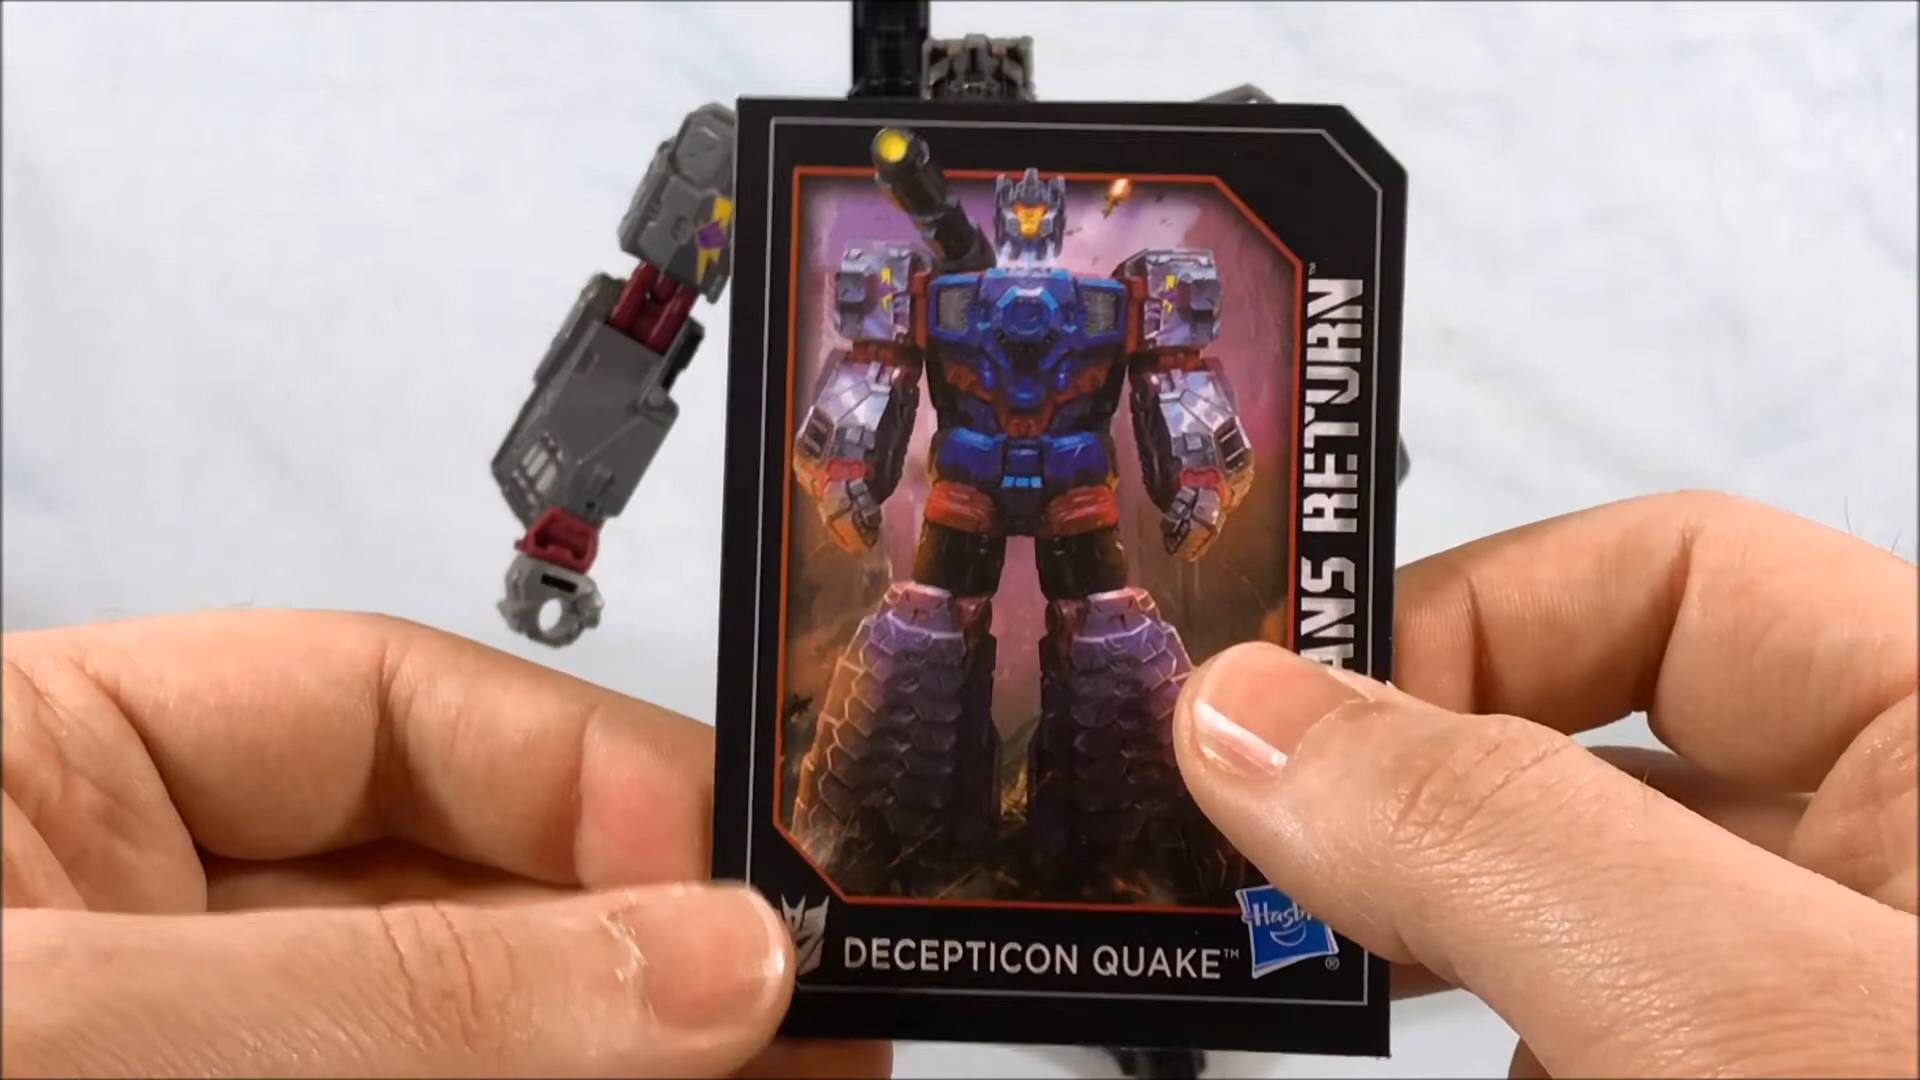 ANS RETURN
DECEPTICON QUAKE™
Hasb
®